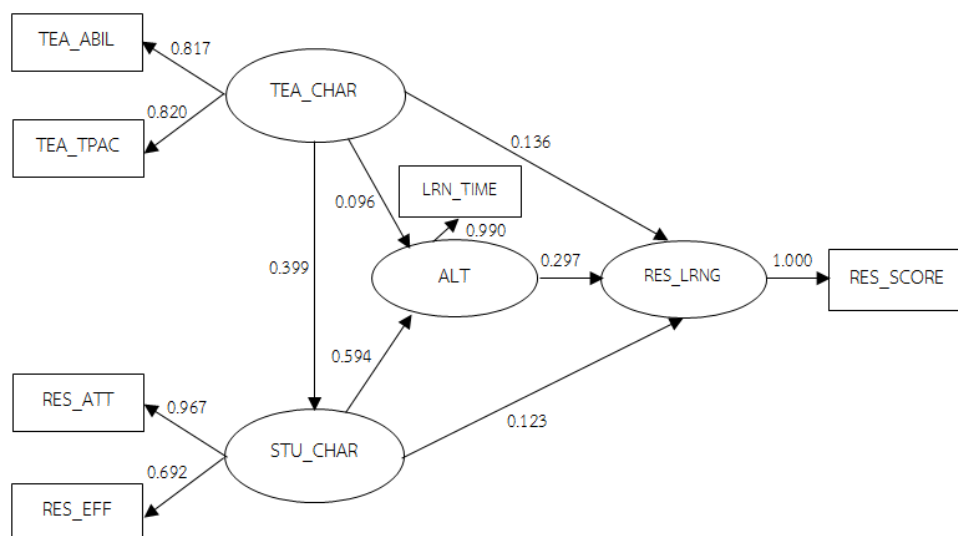 TEA_ABIL
0.817
TEA_CHAR
0.820
TEA_TPAC
0.136
LRN_TIME
0.096
0.990
0.399
ALT
0.297
RES_LRNG
1.000
RES_SCORE
0.594
RES_ATT
0.967
0.123
STU_CHAR
0.692
RES_EFF